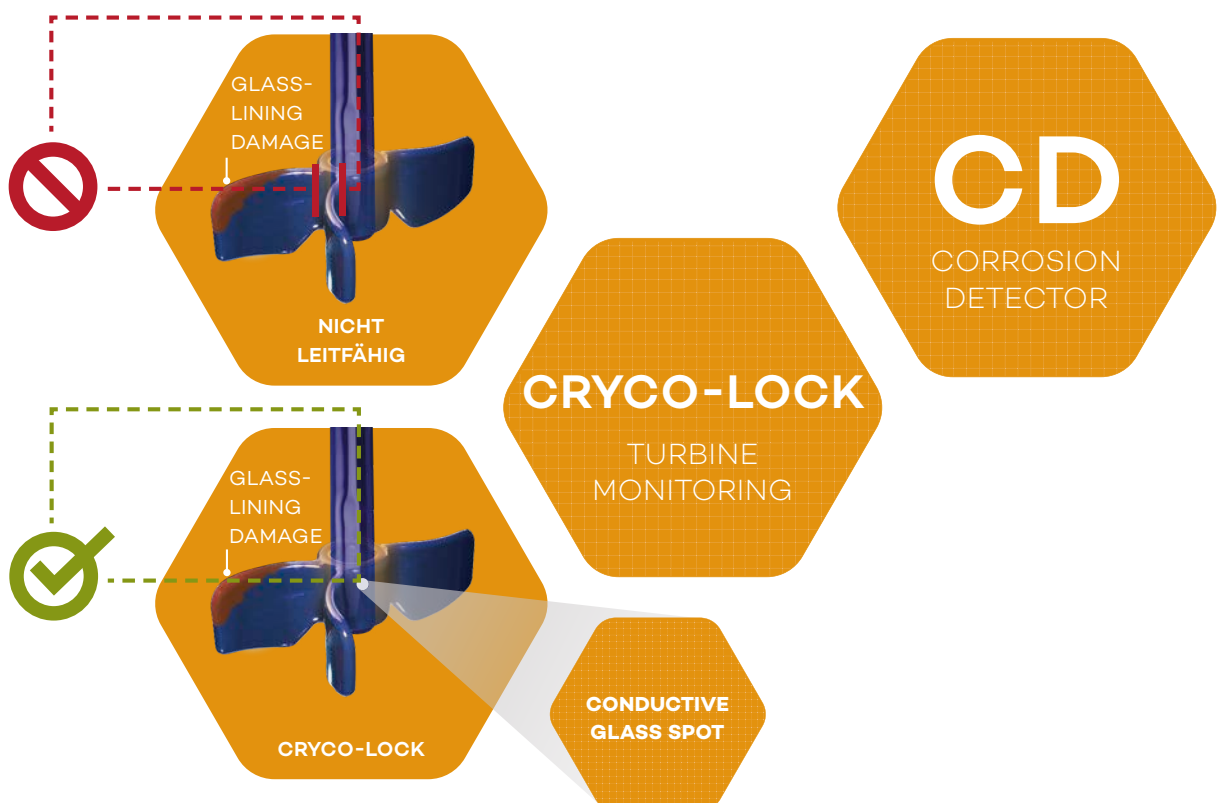 GLASS-
LINING
DAMAGE
NICHT
LEITFÄHIG
CD
CORROSION
DETECTOR
CRYCO-LOCK
TURBINE
MONITORING
GLASS-
LINING
DAMAGE
CRYCO-LOCK
CONDUCTIVE
GLASS SPOT